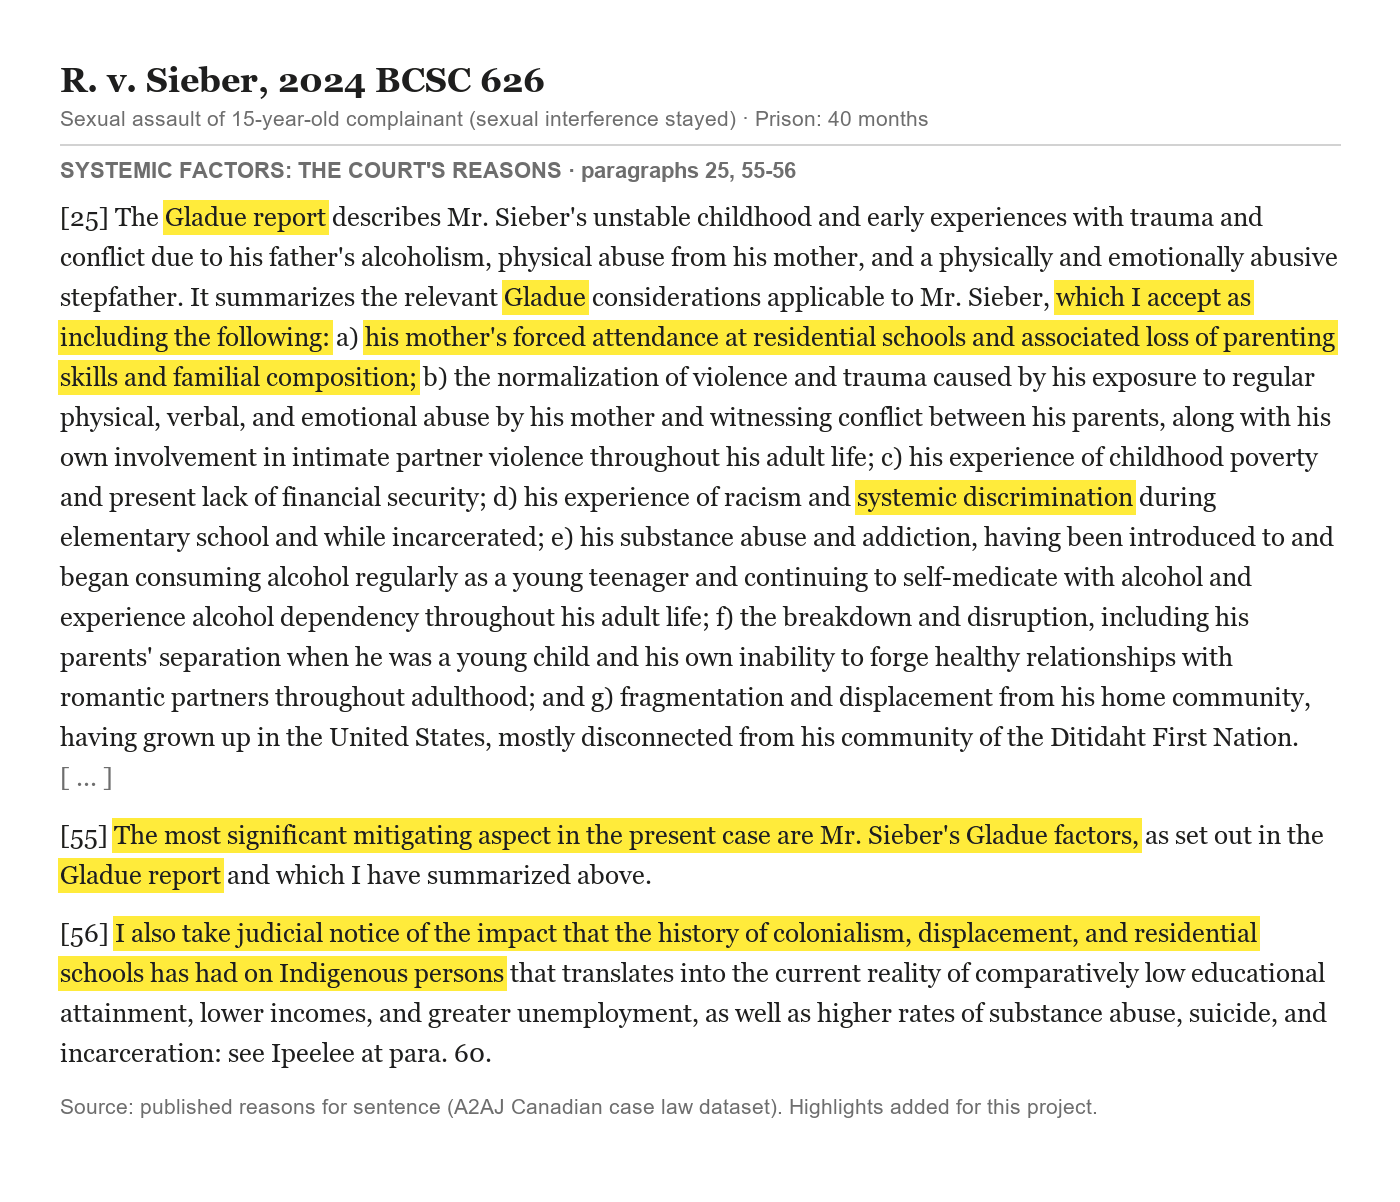 R. v. Sieber, 2024 BCSC 626
Sexual assault of 15-year-old complainant (sexual interference stayed) · Prison: 40 months
SYSTEMIC FACTORS: THE COURT'S REASONS · paragraphs 25, 55-56
[25] The Gladue report describes Mr. Sieber's unstable childhood and early experiences with trauma and
conflict due to his father's alcoholism, physical abuse from his mother, and a physically and emotionally abusive
stepfather. It summarizes the relevant Gladue considerations applicable to Mr. Sieber, which I accept as
including the following: a) his mother's forced attendance at residential schools and associated loss of parenting
skills and familial composition; b) the normalization of violence and trauma caused by his exposure to regular
physical, verbal, and emotional abuse by his mother and witnessing conflict between his parents, along with his
own involvement in intimate partner violence throughout his adult life; c) his experience of childhood poverty
and present lack of financial security; d) his experience of racism and systemic discrimination during
elementary school and while incarcerated; e) his substance abuse and addiction, having been introduced to and
began consuming alcohol regularly as a young teenager and continuing to self-medicate with alcohol and
experience alcohol dependency throughout his adult life; f) the breakdown and disruption, including his
parents' separation when he was a young child and his own inability to forge healthy relationships with
romantic partners throughout adulthood; and g) fragmentation and displacement from his home community,
having grown up in the United States, mostly disconnected from his community of the Ditidaht First Nation.
[ ... ]
[55] The most significant mitigating aspect in the present case are Mr. Sieber's Gladue factors, as set out in the
Gladue report and which I have summarized above.
[56] I also take judicial notice of the impact that the history of colonialism, displacement, and residential
schools has had on Indigenous persons that translates into the current reality of comparatively low educational
attainment, lower incomes, and greater unemployment, as well as higher rates of substance abuse, suicide, and
incarceration: see Ipeelee at para. 60.
Source: published reasons for sentence (A2AJ Canadian case law dataset). Highlights added for this project.